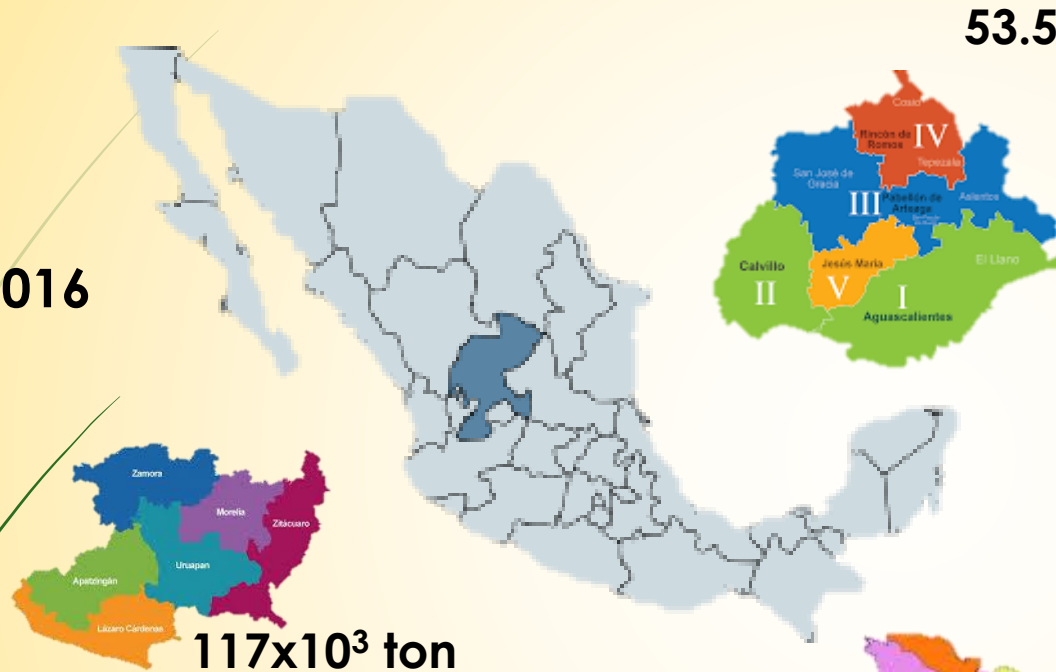 53.5
Cosío
Rincón de
Romos
IV
Tepezala
San José de
Gracia
III
Pabellón de
Arteaga
Asientos
Calvillo
II
Jesús María
V
El Llano
I
Aguascalientes
016
Zamora
Morelia
Zitácuaro
Uruapan
Apatzingán
Lázaro Cárdenas
117x10³ ton